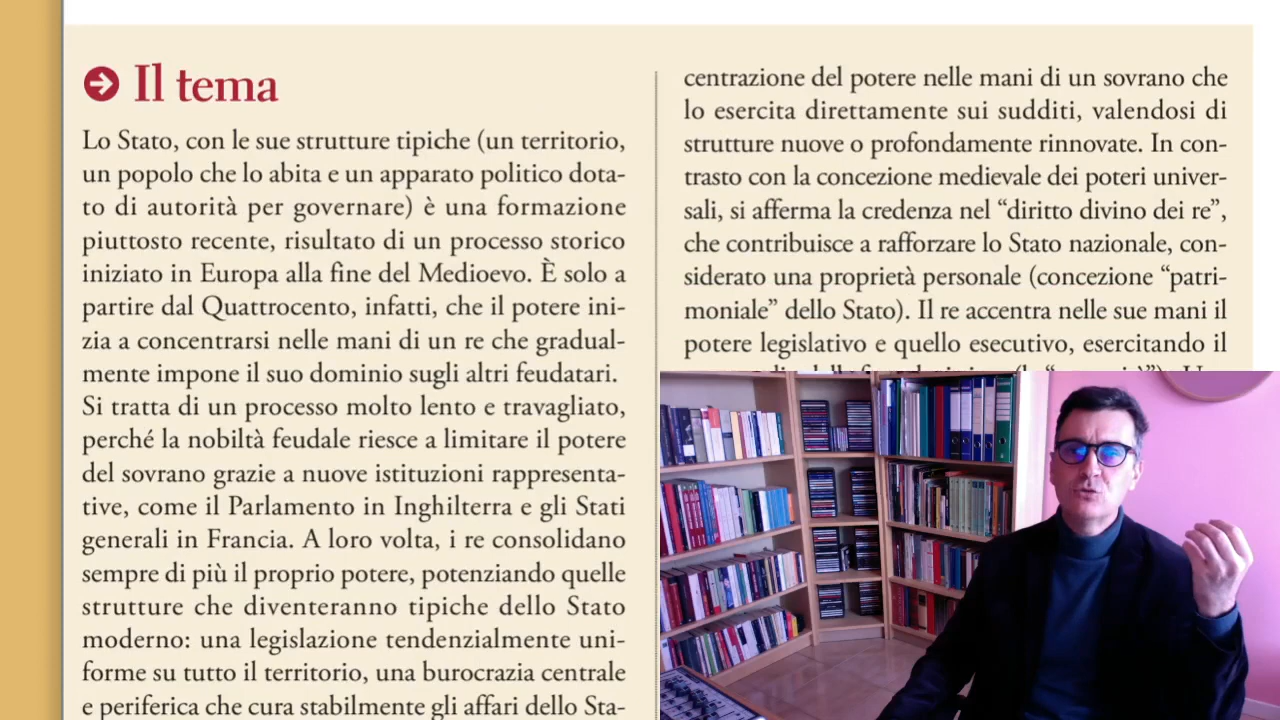 Il tema
Lo Stato, con le sue strutture tipiche (un territorio,
un popolo che lo abita e un apparato politico dota-
to di autorità per governare) è una formazione
piuttosto recente, risultato di un processo storico
iniziato in Europa alla fine del Medioevo. È solo a
partire dal Quattrocento, infatti, che il potere ini-
zia a concentrarsi nelle mani di un re che gradual-
mente impone il suo dominio sugli altri feudatari.
Si tratta di un processo molto lento e travagliato,
perché la nobiltà feudale riesce a limitare il potere
del sovrano grazie a nuove istituzioni rappresenta-
tive, come il Parlamento in Inghilterra e gli Stati
generali in Francia. A loro volta, i re consolidano
sempre di più il proprio potere, potenziando quelle
strutture che diventeranno tipiche dello Stato
moderno: una legislazione tendenzialmente uni-
forme su tutto il territorio, una burocrazia centrale
e periferica che cura stabilmente gli affari dello Sta-
centrazione del potere nelle mani di un sovrano che
lo esercita direttamente sui sudditi, valendosi di
strutture nuove o profondamente rinnovate. In con-
trasto con la concezione medievale dei poteri univer-
sali, si afferma la credenza nel “diritto divino dei re”,
che contribuisce a rafforzare lo Stato nazionale, con-
siderato una proprietà personale (concezione “patri-
moniale” dello Stato). Il re accentra nelle sue mani il
potere legislativo e quello esecutivo, esercitando il